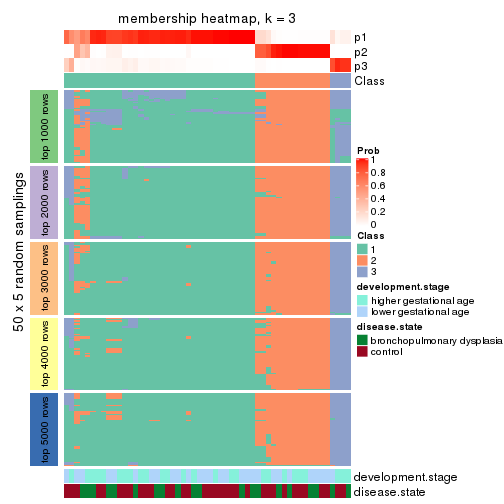 membership heatmap, k = 3
p1
p2
p3
Class
50 x 5 random samplings
top 1000 rows
top 2000 rows
top 3000 rows
top 4000 rows
top 5000 rows
Prob
1
0.8
0.6
0.4
0.2
0
Class
1
2
3
development.stage
higher gestational age
lower gestational age
disease.state
bronchopulmonary dysplasia
control
development.stage
disease.state